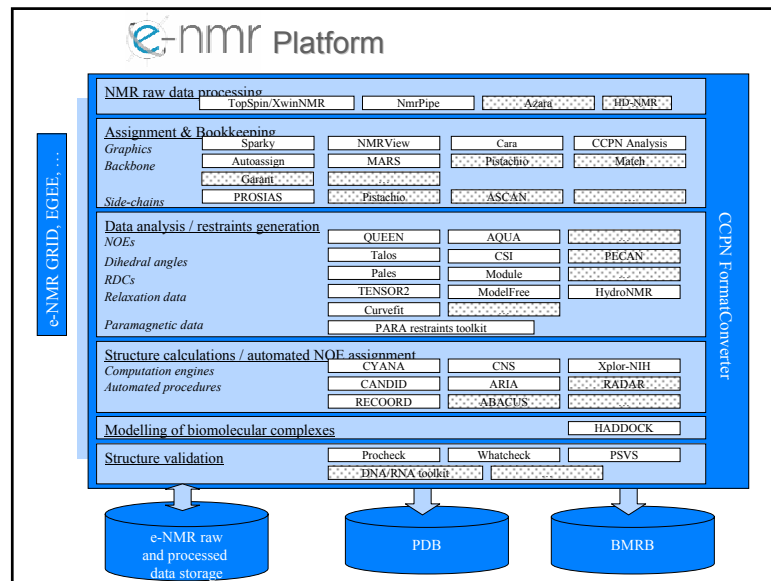 e-nmr Platform
NMR raw data processing
TopSpin/XwinNMR NmrPipe Azara HD-NMR
Assignment & Bookkeeping
Graphics Sparky NMRView Cara CCPN Analysis
Backbone Autoassign MARS Pistachio Match
Garant ...
Side-chains PROSIAS Pistachio ASCAN ...
Data analysis / restraints generation
NOEs QUEEN AQUA ...
Dihedral angles Talos CSI PECAN
RDCs Pales Module ...
Relaxation data TENSOR2 ModelFree HydroNMR
Curvefit ...
Paramagnetic data PARA restraints toolkit
Structure calculations / automated NOE assignment
Computation engines CYANA CNS Xplor-NIH
Automated procedures CANDID ARIA RADAR
RECOORD ABACUS ...
Modelling of biomolecular complexes HADDOCK
Structure validation Procheck Whatcheck PSVS
DNA/RNA toolkit ...
e-NMR GRID, EGEE, ...
CCPN FormatConverter
e-NMR raw
and processed
data storage
PDB
BMRB